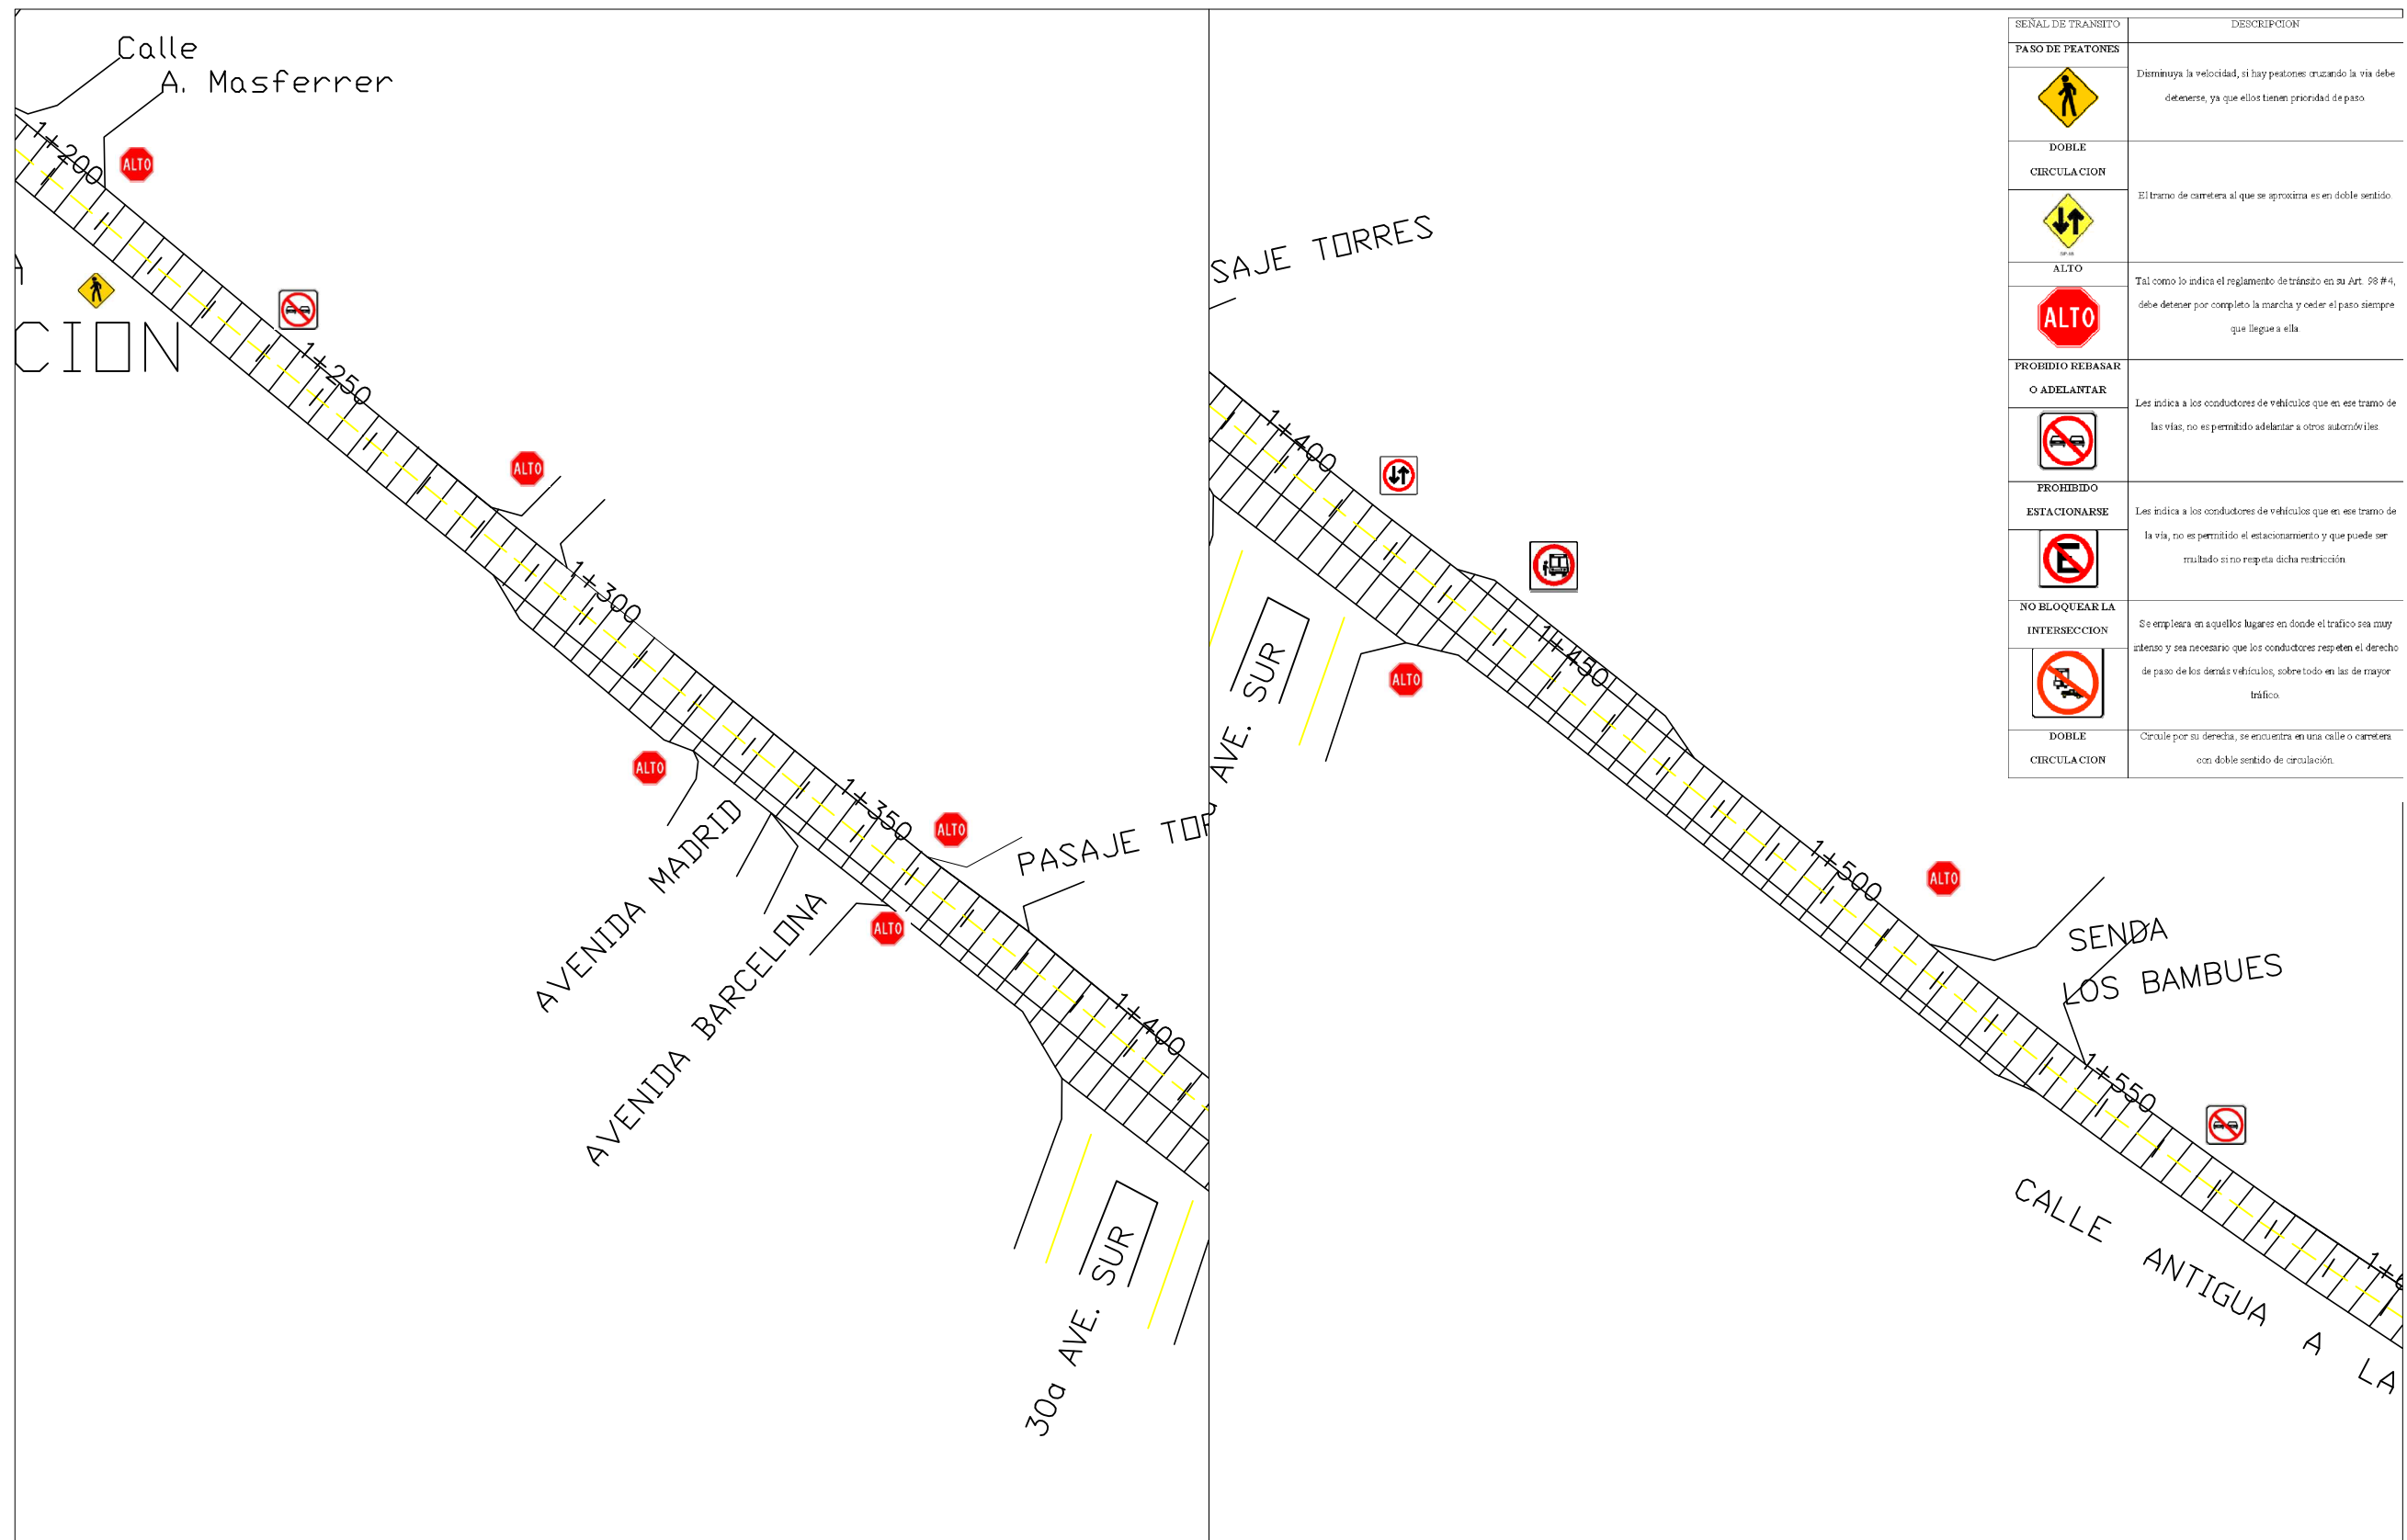 Calle
A. Masferrer
1+200
ALTO
CION
1+250
ALTO
1+300
ALTO
AVENIDA MADRID
1+350
ALTO
PASAJE TOR
AVENIDA BARCELONA
ALTO
1+400
30a AVE. SUR
SAJE TORRES
1+400
a AVE. SUR
ALTO
1+450
1+500
ALTO
SENDA
LOS BAMBUES
1+550
CALLE ANTIGUA A LA
SEÑAL DE TRANSITO
DESCRIPCION
PASO DE PEATONES
Disminuya la velocidad, si hay peatones cruzando la vía debe
detenerse, ya que ellos tienen prioridad de paso
DOBLE
CIRCULACION
El tramo de carretera al que se aproxima es en doble sentido.
ALTO
ALTO
Tal como lo indica el reglamento de tránsito en su Art. 98 #4,
debe detener por completo la marcha y ceder el paso siempre
que llegue a ella
PROBIDIO REBASAR
O ADELANTAR
Les indica a los conductores de vehículos que en ese tramo de
las vías, no es permitido adelantar a otros automóviles
PROHIBIDO
ESTACIONARSE
E
Les indica a los conductores de vehículos que en ese tramo de
la vía, no es permitido el estacionamiento y que puede ser
multado si no respeta dicha restricción
NO BLOQUEAR LA
INTERSECCION
Se empleara en aquellos lugares en donde el trafico sea muy
intenso y sea necesario que los conductores respeten el derecho
de paso de los demás vehículos, sobre todo en las de mayor
tráfico.
DOBLE
CIRCULACION
Circule por su derecha, se encuentra en una calle o carretera
con doble sentido de circulación.